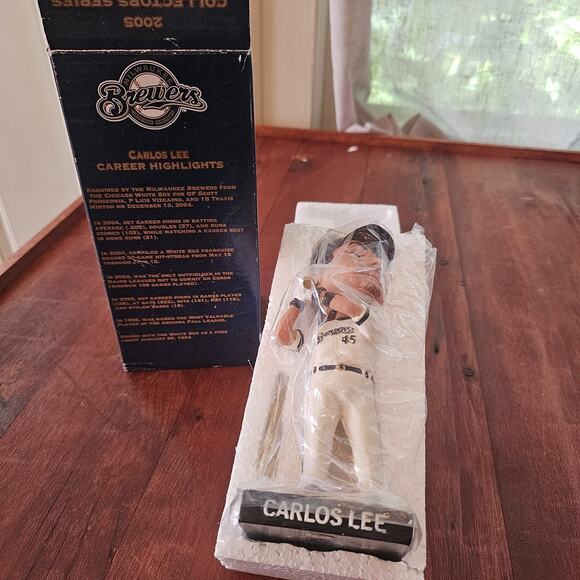 COLLECTORS SERIES
2005
MILWAUKEE
Brewers
CARLOS LEE
CAREER HIGHLIGHTS
ACQUIRED BY THE MILWAUKEE BREWERS FROM
THE CHICAGO WHITE SOX FOR OF SCOTT
PODSEDNIK, P LUIS VIZCAINO, AND 1B TRAVIS
HINTON ON DECEMBER 13, 2004.
IN 2004, SET CAREER HIGHS IN BATTING
AVERAGE (.305), DOUBLES (37), AND RUNS
SCORED (103), WHILE MATCHING A CAREER BEST
IN HOME RUNS (31).
IN 2004, COMPILED A WHITE SOX FRANCHISE
RECORD 28-GAME HIT-STREAK FROM MAY 13
THROUGH
IN 2004, WAS THE ONLY OUTFIELDER IN THE
MAJOR LEAGUES NOT TO COMMIT AN ERROR
(MINIMUM 108 GAMES PLAYED).
IN 2003, SET CAREER HIGHS IN GAMES PLAYED
(158), AT BATS (623), HITS (181), RBI (113),
AND STOLEN BASES (18).
IN 1998, WAS NAMED THE MOST VALUABLE
PLAYER OF THE ARIZONA FALL LEAGUE.
SIGNED WITH THE WHITE SOX AS A FREE
AGENT JANUARY 25, 1994.
Brewers
45
CARLOS LEE